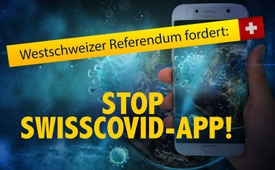 Westschweizer Referendum fordert:
STOP
SWISSCOVID-APP!